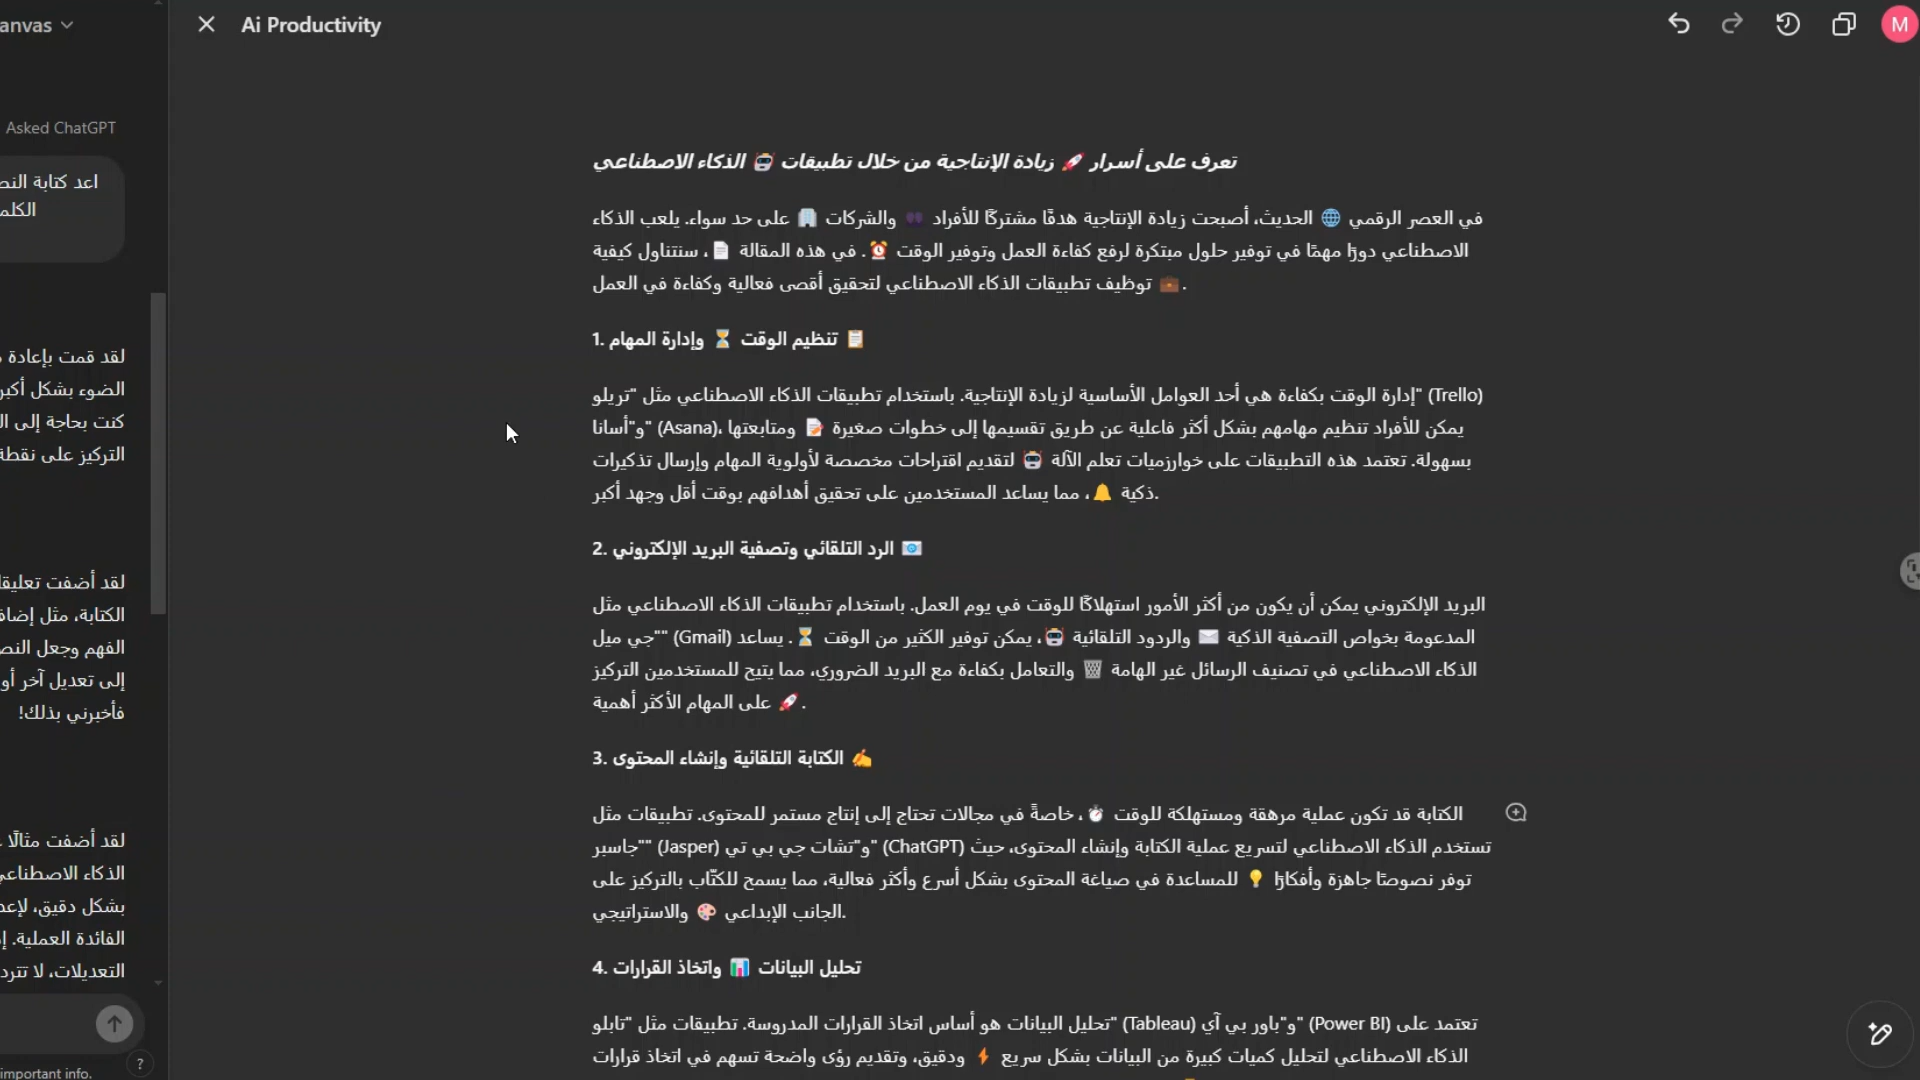 anvas
Ai Productivity
M
Asked ChatGPT
اعد كتابة
لقد قمت بإعادة
الضوء بشكل
كنت بحاجة إلى
التركيز على
لقد أضفت
الكتابة، مثل
الفهم وجعل
إلى تعديل آخر أو
فأخبرني بذلك!
لقد أضفت مثالًا
الذكاء
بشكل دقيق،
الفائدة العملية.
التعديلات، لا
important info.
?
تعرف على أسرار 🚀 زيادة الإنتاجية من خلال تطبيقات 🤖 الذكاء الاصطناعي
في العصر الرقمي 🌐 الحديث، أصبحت زيادة الإنتاجية هدفًا مشتركًا للأفراد 👥 والشركات 🏢 على حد سواء. يلعب الذكاء
الاصطناعي دورًا مهمًا في توفير حلول مبتكرة لرفع كفاءة العمل وتوفير الوقت ⏰. في هذه المقالة 📄، سنتناول كيفية
توظيف تطبيقات الذكاء الاصطناعي لتحقيق أقصى فعالية وكفاءة في العمل 💼.
1. تنظيم الوقت ⏳ وإدارة المهام 📋
إدارة الوقت بكفاءة هي أحد العوامل الأساسية لزيادة الإنتاجية. باستخدام تطبيقات الذكاء الاصطناعي مثل "تريلو" (Trello)
و"أسانا" (Asana)، يمكن للأفراد تنظيم مهامهم بشكل أكثر فاعلية عن طريق تقسيمها إلى خطوات صغيرة 📝 ومتابعتها
بسهولة. تعتمد هذه التطبيقات على خوارزميات تعلم الآلة 🤖 لتقديم اقتراحات مخصصة لأولوية المهام وإرسال تذكيرات
ذكية 🔔، مما يساعد المستخدمين على تحقيق أهدافهم بوقت أقل وجهد أكبر.
2. الرد التلقائي وتصفية البريد الإلكتروني 📧
البريد الإلكتروني يمكن أن يكون من أكثر الأمور استهلاكًا للوقت في يوم العمل. باستخدام تطبيقات الذكاء الاصطناعي مثل
"جي ميل" (Gmail) المدعومة بخواص التصفية الذكية ✉️ والردود التلقائية 🤖، يمكن توفير الكثير من الوقت ⏳. يساعد
الذكاء الاصطناعي في تصنيف الرسائل غير الهامة 🗑️ والتعامل بكفاءة مع البريد الضروري، مما يتيح للمستخدمين التركيز
على المهام الأكثر أهمية 🚀.
3. الكتابة التلقائية وإنشاء المحتوى ✍️
الكتابة قد تكون عملية مرهقة ومستهلكة للوقت ⏱️، خاصةً في مجالات تحتاج إلى إنتاج مستمر للمحتوى. تطبيقات مثل
"جاسبر" (Jasper) و"تشات جي بي تي" (ChatGPT) تستخدم الذكاء الاصطناعي لتسريع عملية الكتابة وإنشاء المحتوى، حيث
توفر نصوصًا جاهزة وأفكارًا 💡 للمساعدة في صياغة المحتوى بشكل أسرع وأكثر فعالية، مما يسمح للكتّاب بالتركيز على
الجانب الإبداعي 🎨 والاستراتيجي.
4. تحليل البيانات 📊 واتخاذ القرارات
تحليل البيانات هو أساس اتخاذ القرارات المدروسة. تطبيقات مثل "تابلو" (Tableau) و"باور بي آي" (Power BI) تعتمد على
الذكاء الاصطناعي لتحليل كميات كبيرة من البيانات بشكل سريع ⚡ ودقيق، وتقديم رؤى واضحة تسهم في اتخاذ قرارات